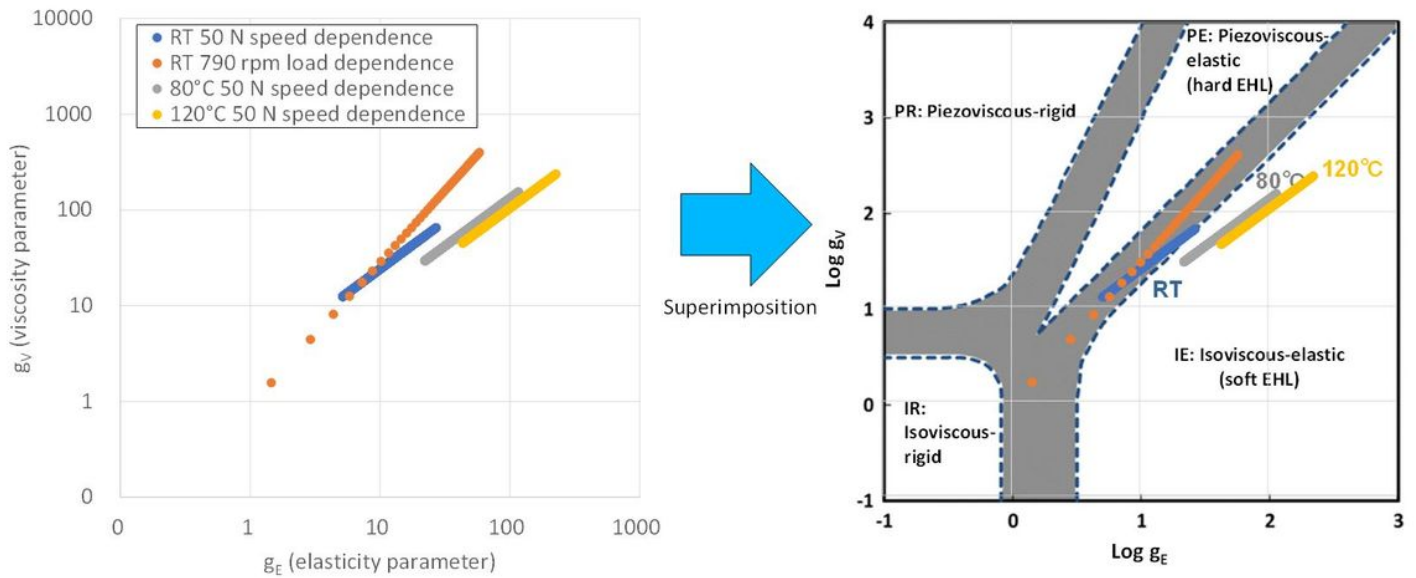 10000
1000
100
10
1
0
0
1
10
100
1000
gV (viscosity parameter)
gE (elasticity parameter)
RT 50 N speed dependence
RT 790 rpm load dependence
80°C 50 N speed dependence
120°C 50 N speed dependence
Superimposition
4
3
2
1
0
-1
-1
0
1
2
3
Log gV
Log gE
PE: Piezoviscous-
elastic
(hard EHL)
PR: Piezoviscous-rigid
120℃
80℃
RT
IE: Isoviscous-elastic
(soft EHL)
IR:
Isoviscous-
rigid